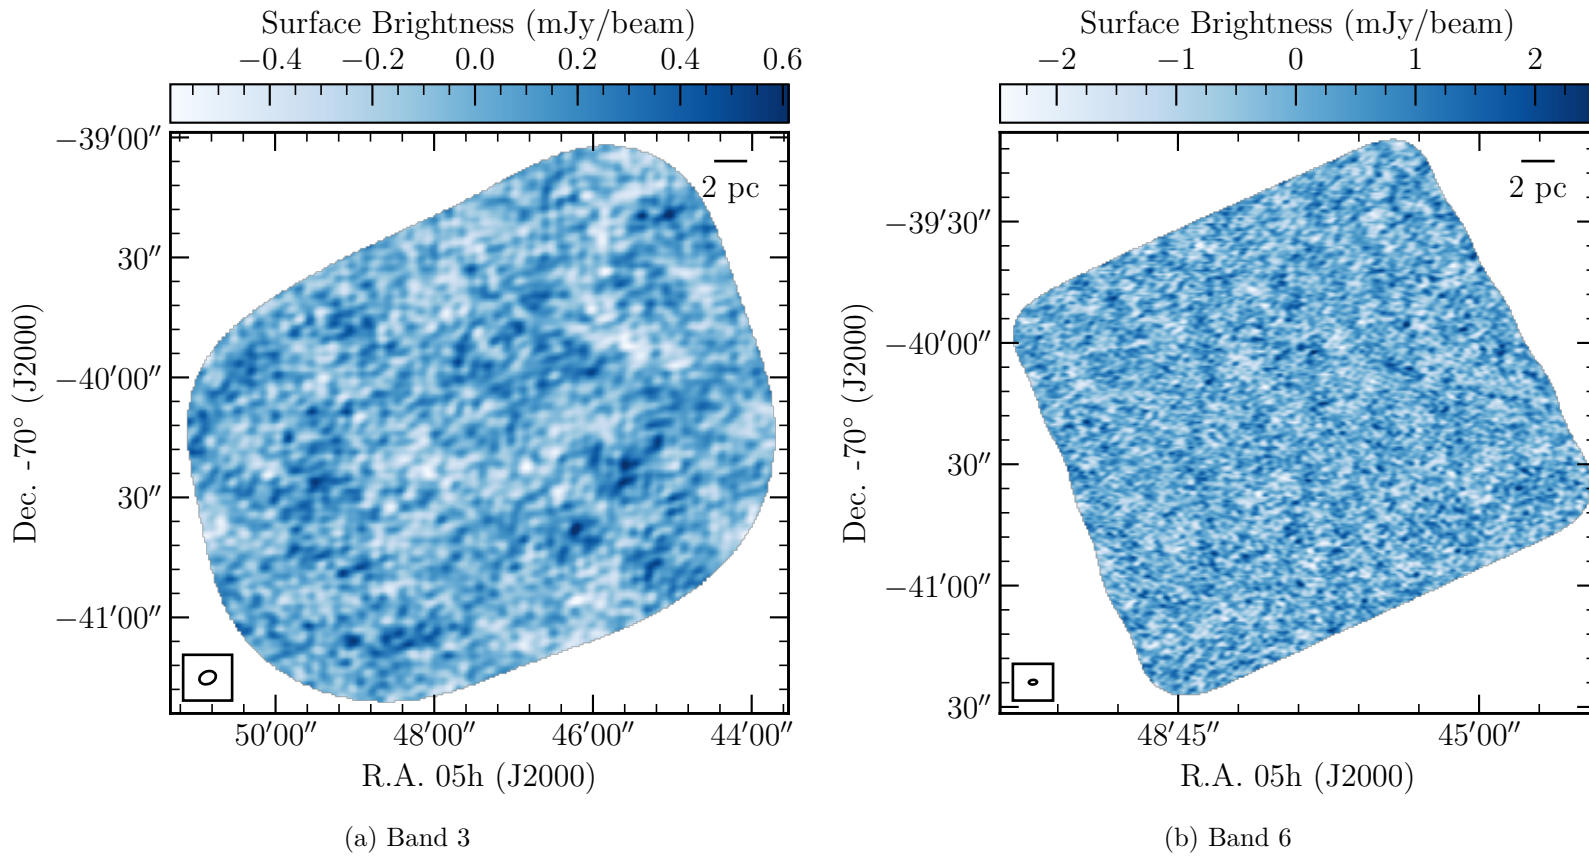 Surface Brightness (mJy/beam)
−0.4 −0.2 0.0 0.2 0.4 0.6
−39′00″
30″
−40′00″
30″
−41′00″
Dec. -70° (J2000)
2 pc
50′00″ 48′00″ 46′00″ 44′00″
R.A. 05h (J2000)
(a) Band 3
Surface Brightness (mJy/beam)
−2 −1 0 1 2
−39′30″
−40′00″
30″
−41′00″
30″
Dec. -70° (J2000)
2 pc
48′45″ 45′00″
R.A. 05h (J2000)
(b) Band 6